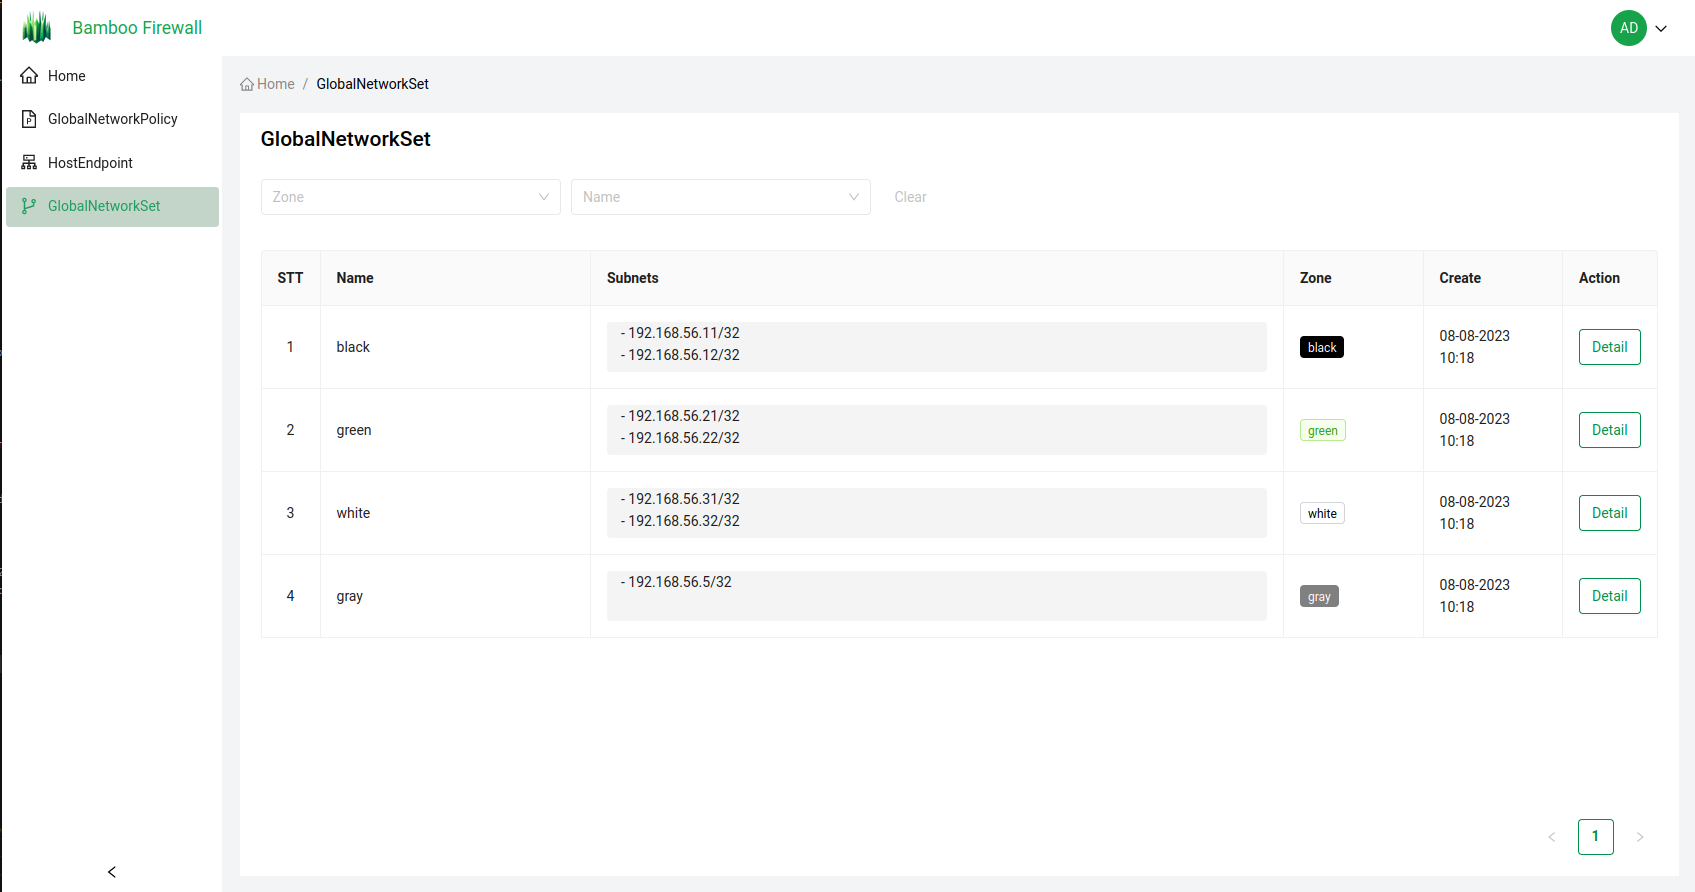 Bamboo Firewall
AD
Home
GlobalNetworkPolicy
HostEndpoint
GlobalNetworkSet
Home / GlobalNetworkSet
GlobalNetworkSet
Zone Name Clear
STT Name Subnets Zone Create Action
1 black - 192.168.56.11/32 black 08-08-2023 Detail
- 192.168.56.12/32 10:18
2 green - 192.168.56.21/32 green 08-08-2023 Detail
- 192.168.56.22/32 10:18
3 white - 192.168.56.31/32 white 08-08-2023 Detail
- 192.168.56.32/32 10:18
4 gray - 192.168.56.5/32 gray 08-08-2023 Detail
10:18
< 1 >
<